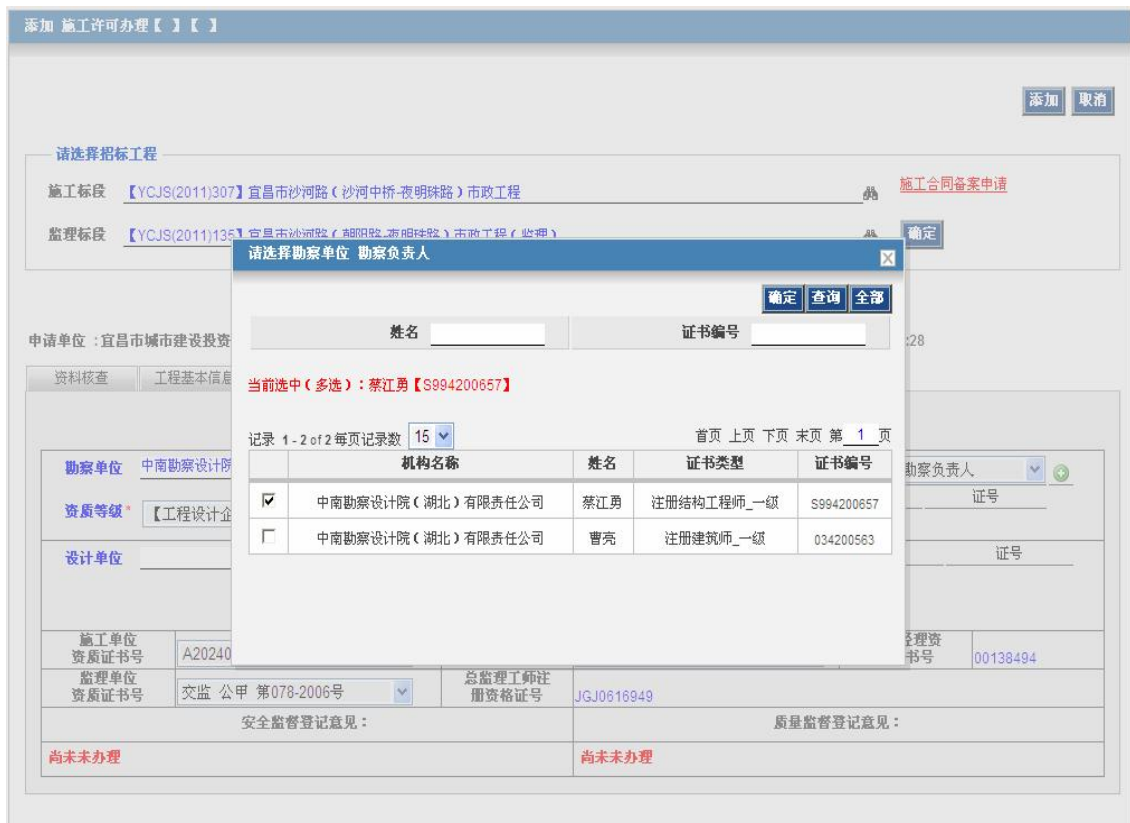 添加 施工许可办理【 】【 】
添加 取消
请选择招标工程
施工标段 【YCJS(2011)307】宜昌市沙河路（沙河中桥-夜明珠路）市政工程 施工合同备案申请
监理标段 【YCJS(2011)135】宜昌市沙河路（朝阳路-夜明珠路）市政工程（监理） 确定
请选择勘察单位 勘察负责人
确定 查询 全部
姓名 证书编号
申请单位：宜昌市城市建设投资 :28
资料核查 工程基本信息
当前选中（多选）：蔡江勇【S994200657】
记录 1 - 2 of 2 每页记录数 15 首页 上页 下页 末页 第 1 页
机构名称 姓名 证书类型 证书编号
中南勘察设计院（湖北）有限责任公司 蔡江勇 注册结构工程师_一级 S994200657
中南勘察设计院（湖北）有限责任公司 曹亮 注册建筑师_一级 034200563
勘察单位 中南勘察设计院 勘察负责人
资质等级* 【工程设计企 证号
设计单位 证号
施工单位
资质证书号 A20240 经理资
书号 00138494
监理单位
资质证书号 交监 公甲 第078-2006号 总监理工师注
册资格证号 JGJ0616949
安全监督登记意见： 质量监督登记意见：
尚未未办理 尚未未办理